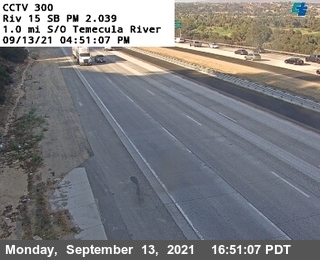 CCTV 300
Riv 15 SB PM 2.039
1.0 mi S/O Temecula River
09/13/21 04:51:07 PM
Monday, September 13, 2021 16:51:07 PDT